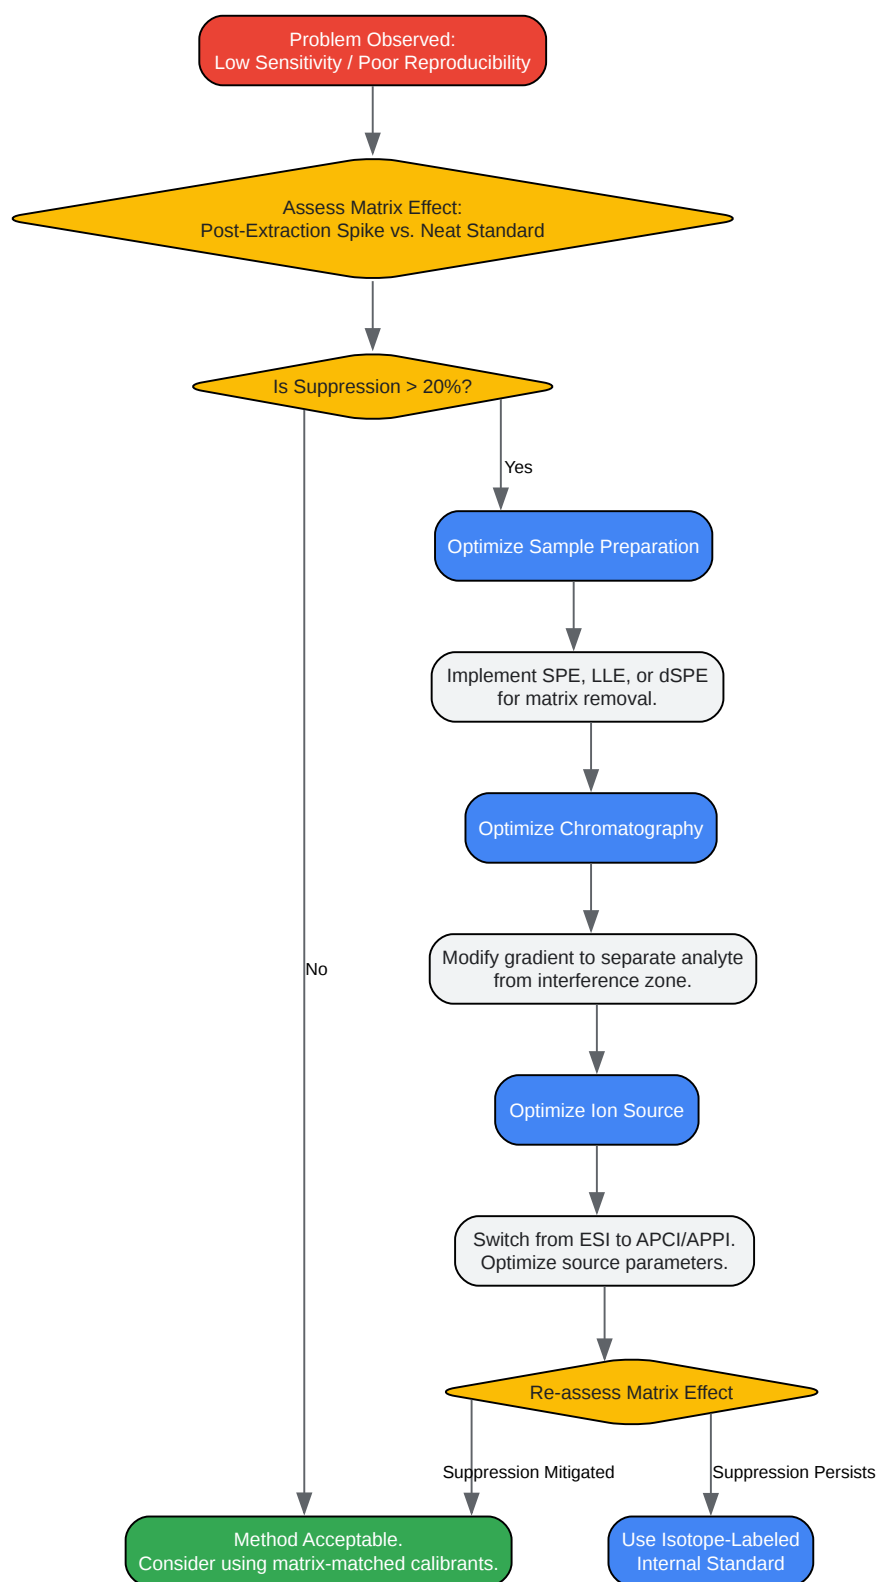 Problem Observed:
Low Sensitivity / Poor Reproducibility
Assess Matrix Effect:
Post-Extraction Spike vs. Neat Standard
Is Suppression > 20%?
Yes
Optimize Sample Preparation
Implement SPE, LLE, or dSPE
for matrix removal.
Optimize Chromatography
Modify gradient to separate analyte
from interference zone.
No
Optimize Ion Source
Switch from ESI to APCI/APPI.
Optimize source parameters.
Re-assess Matrix Effect
Suppression Mitigated
Suppression Persists
Method Acceptable.
Consider using matrix-matched calibrants.
Use Isotope-Labeled
Internal Standard